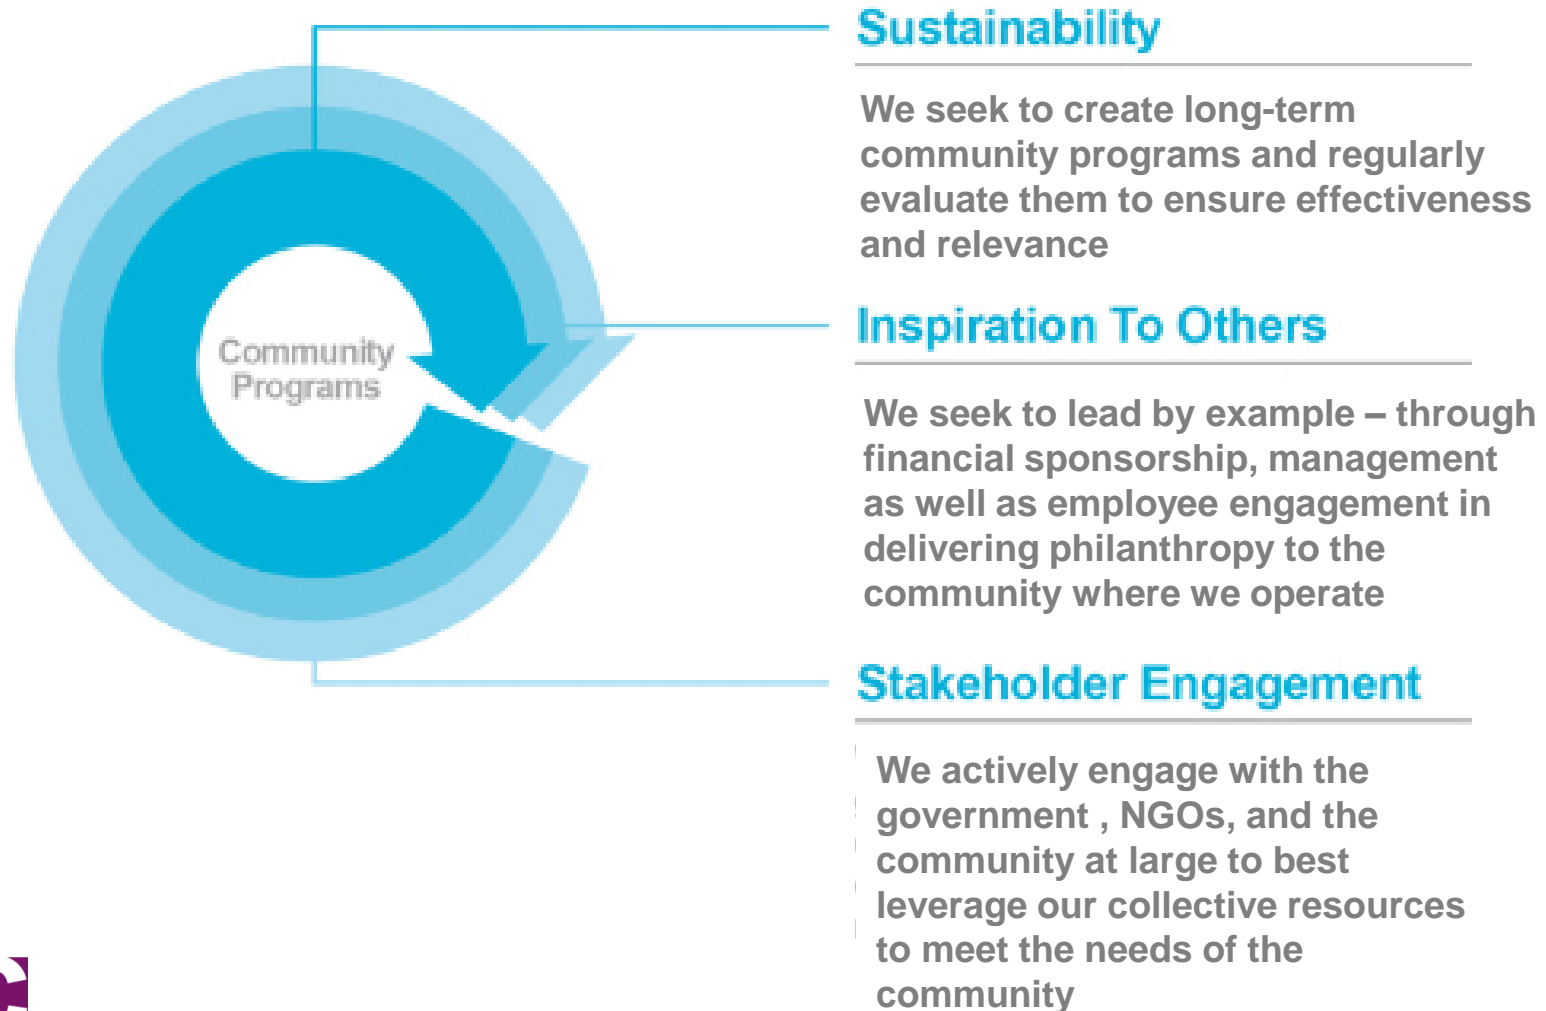 Community
Programs
Sustainability
We seek to create long-term
community programs and regularly
evaluate them to ensure effectiveness
and relevance
Inspiration To Others
We seek to lead by example – through
financial sponsorship, management
as well as employee engagement in
delivering philanthropy to the
community where we operate
Stakeholder Engagement
We actively engage with the
government , NGOs, and the
community at large to best
leverage our collective resources
to meet the needs of the
community